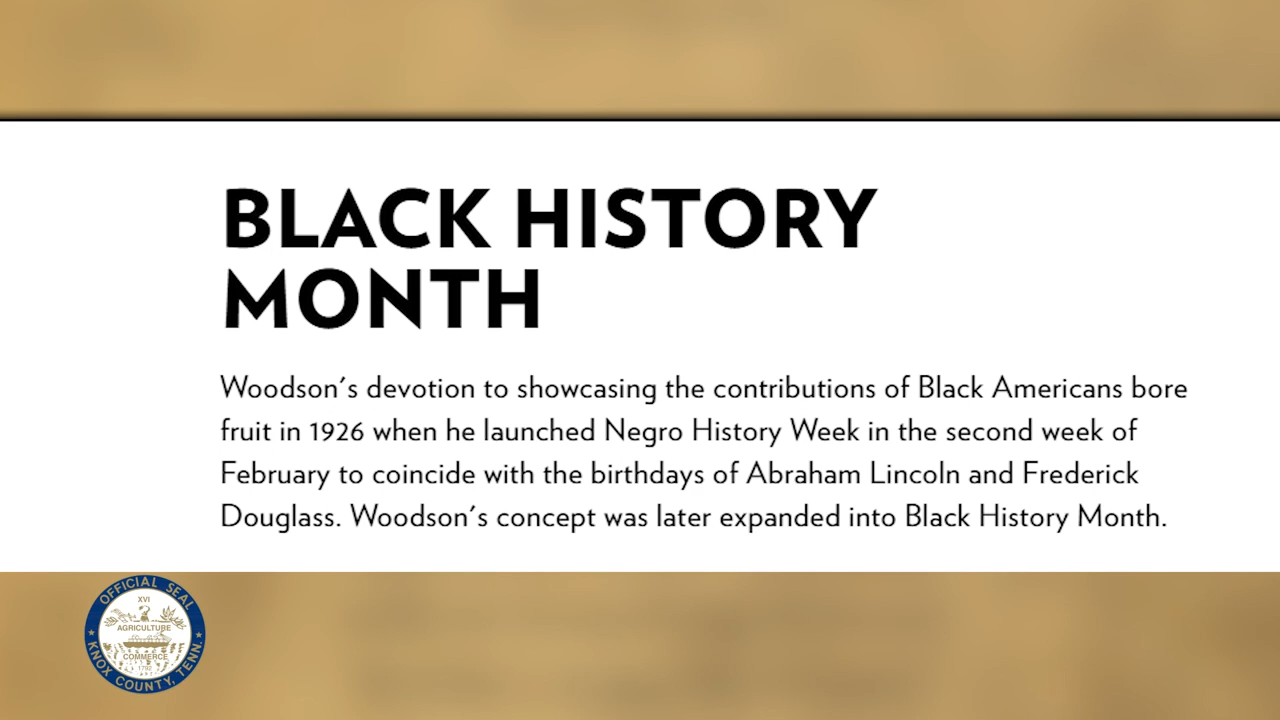 BLACK HISTORY
MONTH
Woodson's devotion to showcasing the contributions of Black Americans bore
fruit in 1926 when he launched Negro History Week in the second week of
February to coincide with the birthdays of Abraham Lincoln and Frederick
Douglass. Woodson's concept was later expanded into Black History Month.
OFFICIAL SEAL
XVI
AGRICULTURE
COMMERCE
1792
KNOX COUNTY, TENN.